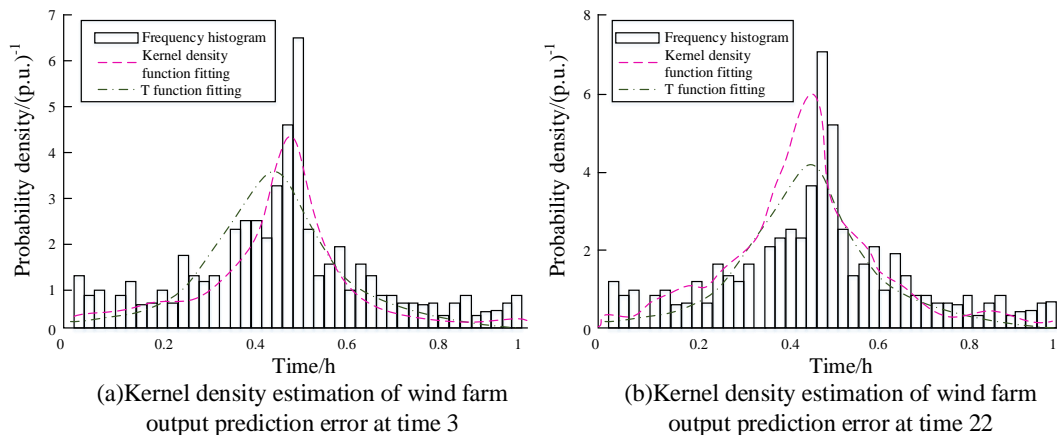 7
6
5
4
3
2
1
0
Probability density/(p.u.)⁻¹
Frequency histogram
Kernel density
function fitting
T function fitting
0 0.2 0.4 0.6 0.8 1
Time/h
(a)Kernel density estimation of wind farm
output prediction error at time 3
8
6
4
2
0
Probability density/(p.u.)⁻¹
Frequency histogram
Kernel density
function fitting
T function fitting
0 0.2 0.4 0.6 0.8 1
Time/h
(b)Kernel density estimation of wind farm
output prediction error at time 22